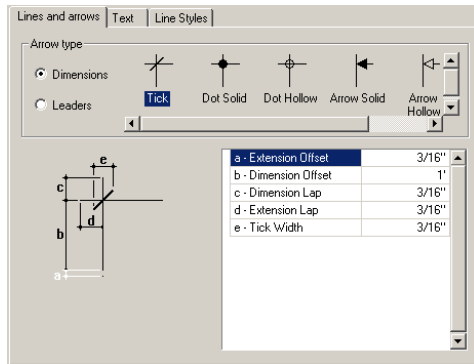 Lines and arrows Text Line Styles
Arrow type
Dimensions
Leaders
Tick Dot Solid Dot Hollow Arrow Solid Arrow Hollow
e
c
d
b
a
a - Extension Offset 3/16"
b - Dimension Offset 1'
c - Dimension Lap 3/16"
d - Extension Lap 3/16"
e - Tick Width 3/16"